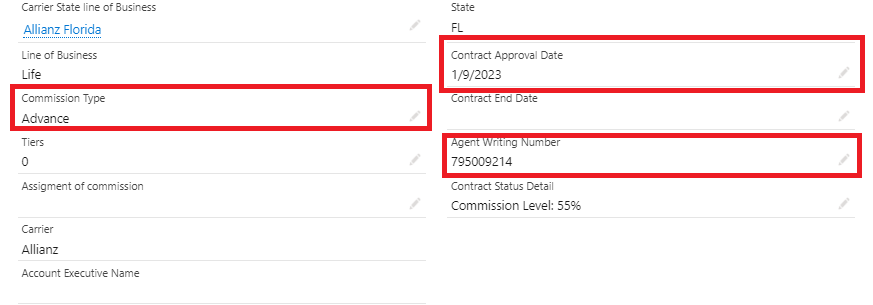 Carrier State line of Business
Allianz Florida
Line of Business
Life
Commission Type
Advance
Tiers
0
Assigment of commission
Carrier
Allianz
Account Executive Name
State
FL
Contract Approval Date
1/9/2023
Contract End Date
Agent Writing Number
795009214
Contract Status Detail
Commission Level: 55%